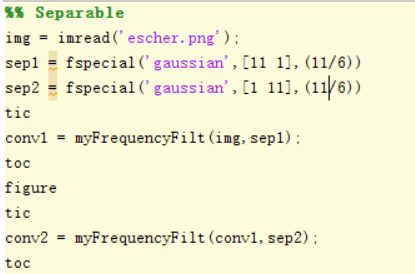 %% Separable
img = imread('escher.png');
sep1 = fspecial('gaussian',[11 1],(11/6))
sep2 = fspecial('gaussian',[1 11],(11/6))
tic
conv1 = myFrequencyFilt(img,sep1);
toc
figure
tic
conv2 = myFrequencyFilt(conv1,sep2);
toc